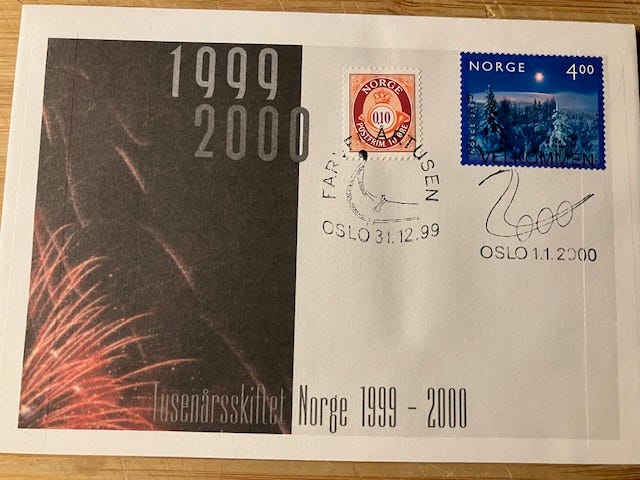 1999
2000
NORGE
0.10
POSTFRIM. 10 ØRE
NORGE 4.00
FARVEL TUSEN
OSLO 31.12.99
VELKOMMEN
2000
OSLO 1.1.2000
Tusenårsskiftet Norge 1999 - 2000